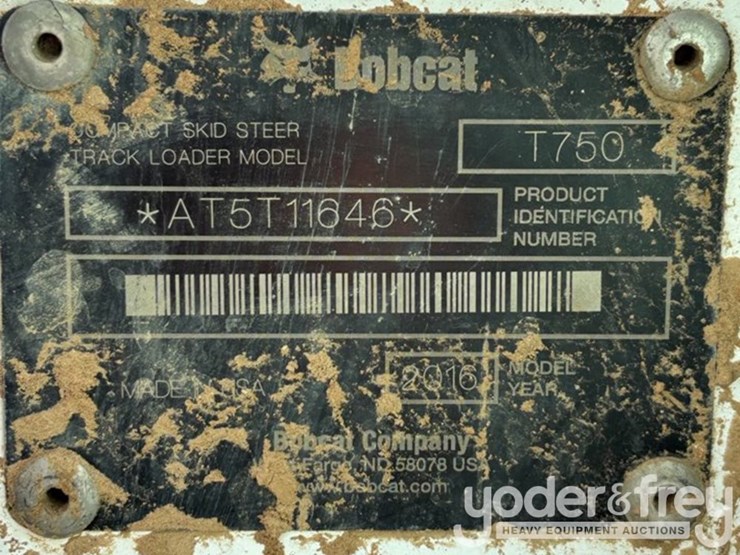 Bobcat
COMPACT SKID STEER
TRACK LOADER MODEL
T750
*AT5T11646*
PRODUCT
IDENTIFICATION
NUMBER
MADE IN USA
2016
MODEL
YEAR
Bobcat Company
Fargo, ND 58078 USA
www.bobcat.com
yoder&frey
HEAVY EQUIPMENT AUCTIONS